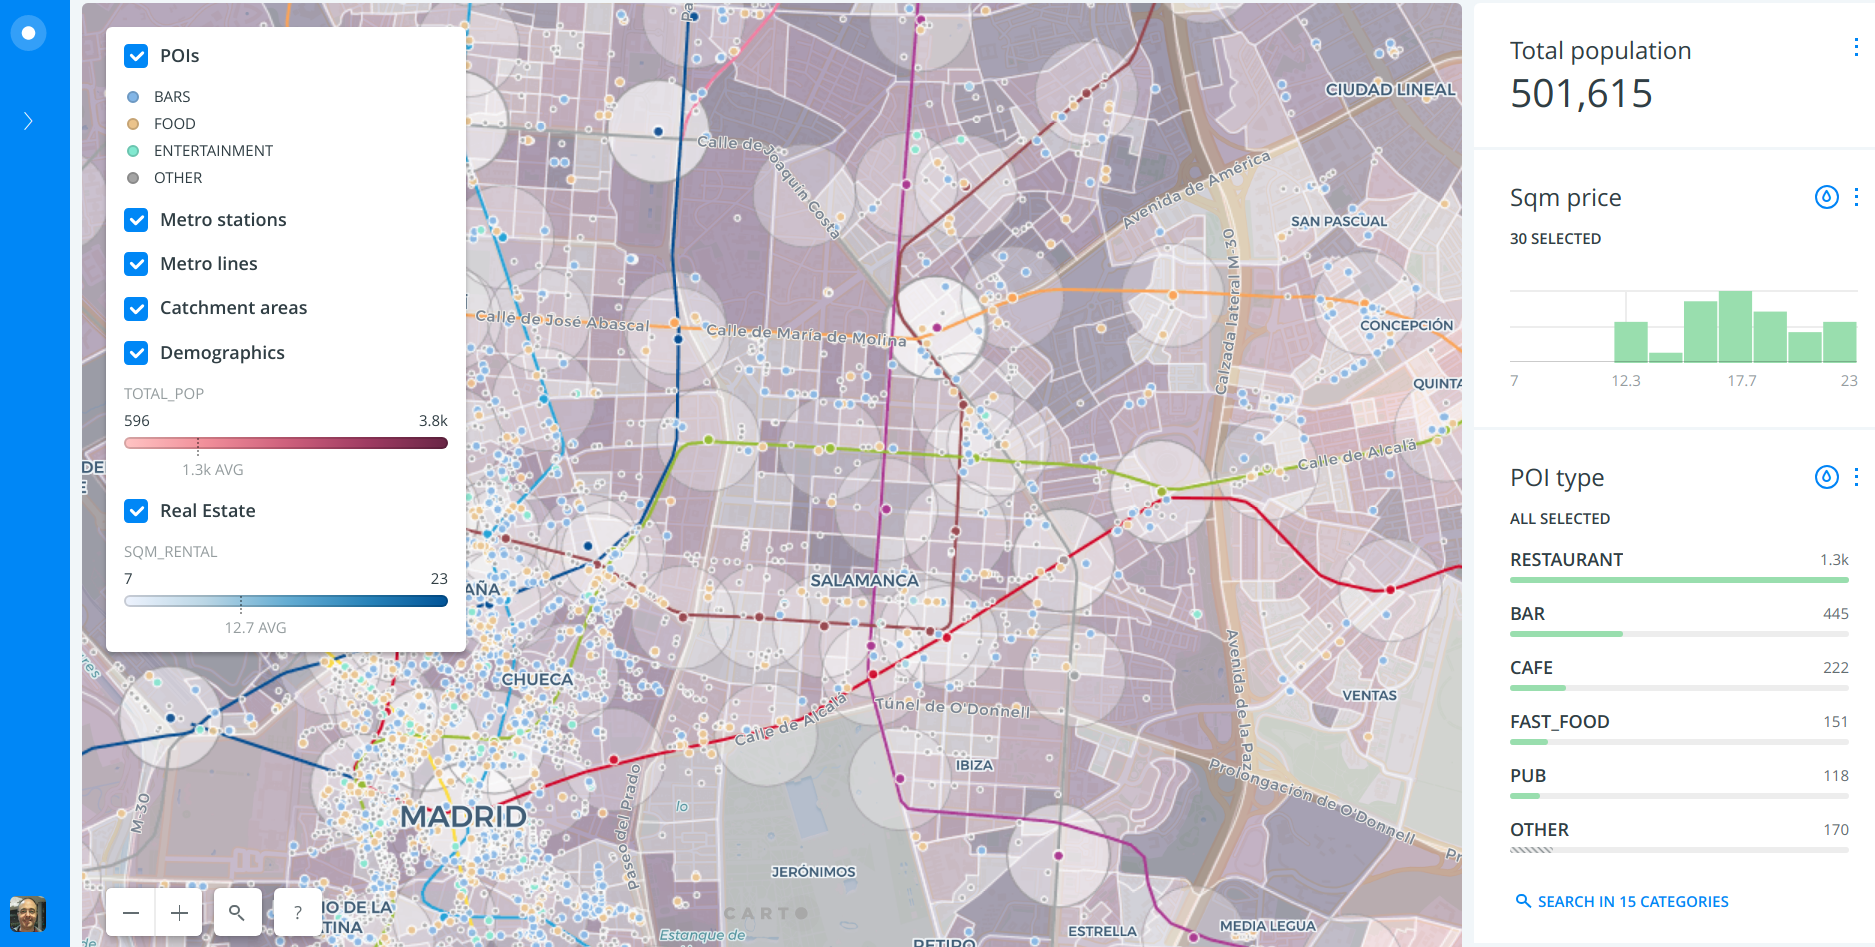 POIs
BARS
FOOD
ENTERTAINMENT
OTHER
Metro stations
Metro lines
Catchment areas
Demographics
TOTAL_POP
596 3.8k
1.3k AVG
Real Estate
SQM_RENTAL
7 23
12.7 AVG
Calle de Joaquín Costa
CIUDAD LINEAL
Avenida de América
SAN PASCUAL
Calzada lateral M-30
Calle de José Abascal
Calle de María de Molina
CONCEPCIÓN
QUINTA
Calle de Alcalá
DE
SALAMANCA
AÑA
CHUECA
Avenida de la Paz
VENTAS
Túnel de O'Donnell
Calle de Alcalá
IBIZA
Prolongación de O'Donnell
M-30
MADRID
Paseo del Prado
lo
JERÓNIMOS
IO DE LA
TINA
CARTO
Estanque de
RETIRO
ESTRELLA
MEDIA LEGUA
de
?
Total population
501,615
Sqm price
30 SELECTED
7 12.3 17.7 23
POI type
ALL SELECTED
RESTAURANT 1.3k
BAR 445
CAFE 222
FAST_FOOD 151
PUB 118
OTHER 170
SEARCH IN 15 CATEGORIES